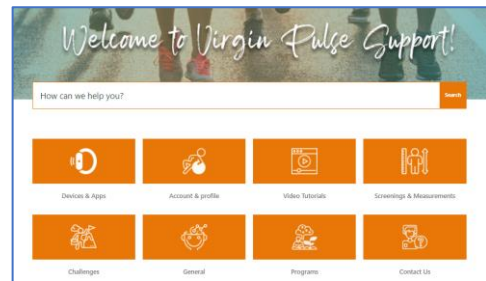 Welcome to Virgin Pulse Support!
How can we help you?
Search
Devices & Apps
Account & profile
Video Tutorials
Screenings & Measurements
Challenges
General
Programs
Contact Us